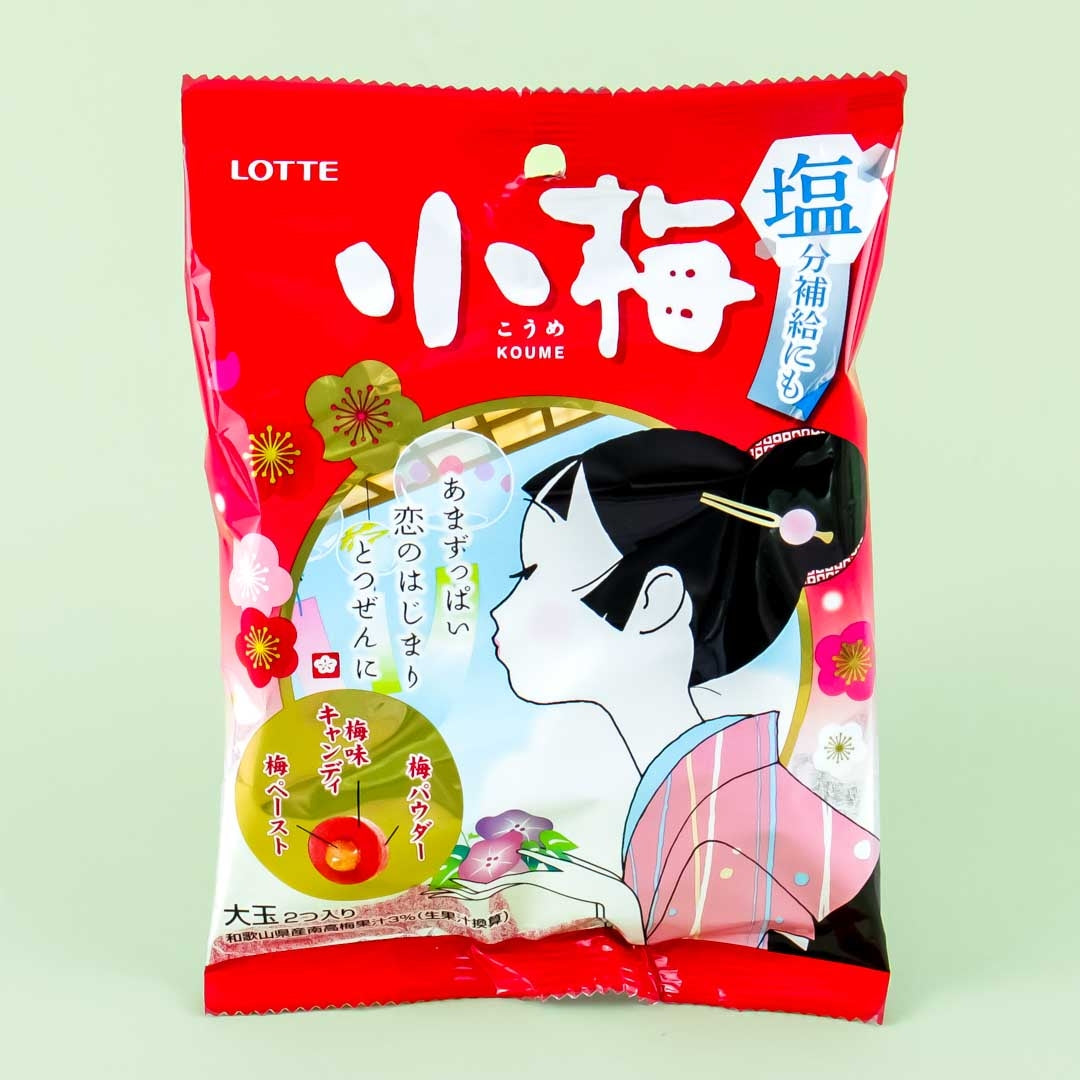 LOTTE
小梅
こうめ
KOUME
塩
分補給にも
あまずっぱい
恋のはじまり
とつぜんに
梅味
キャンディ
梅パウダー
梅ペースト
大玉2つ入り
和歌山県産南高梅果汁3%(生果汁換算)